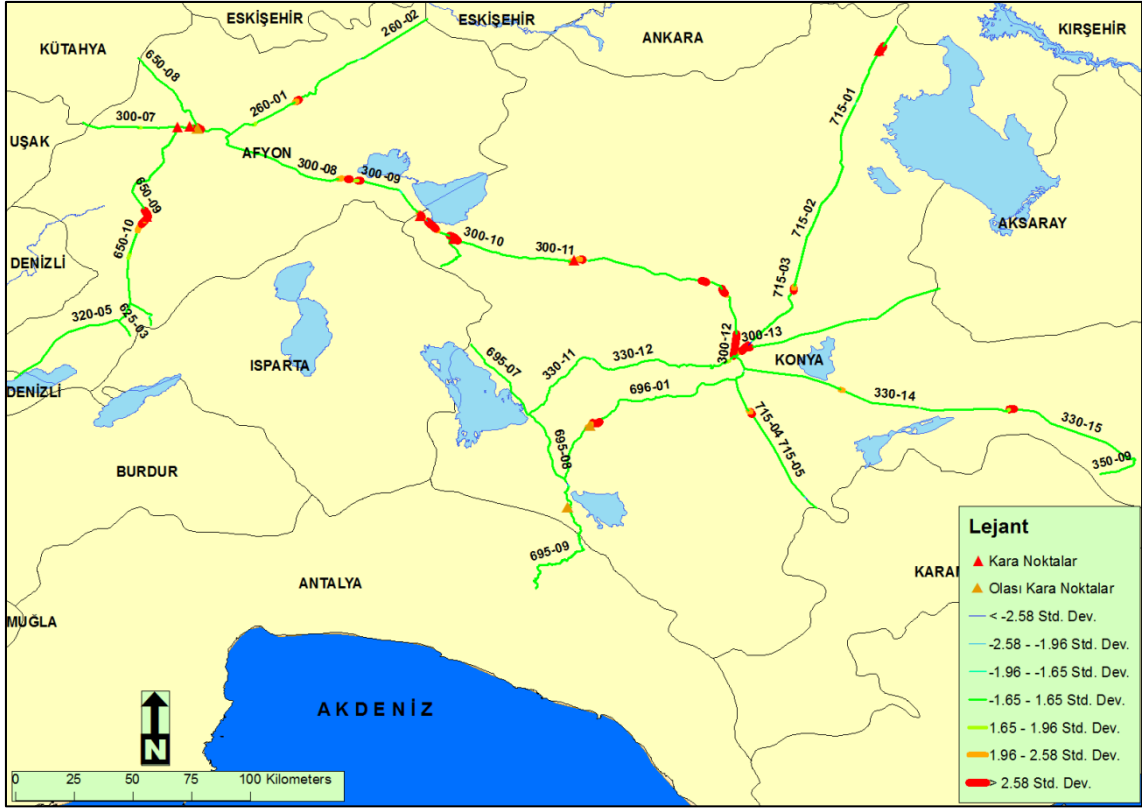 ESKİŞEHİR
260-02
ESKİŞEHİR
KIRŞEHİR
KÜTAHYA
ANKARA
650-08
260-01
715-01
300-07
UŞAK
AFYON
300-08
300-09
650-09
715-02
AKSARAY
650-10
300-10
300-11
DENİZLİ
715-03
320-05
625-03
300-12
300-13
ISPARTA
695-07
330-11
330-12
KONYA
DENİZLİ
696-01
330-14
715-04
330-15
BURDUR
695-08
715-05
350-09
695-09
ANTALYA
KARAM
MUĞLA
AKDENİZ
N
0 25 50 100 Kilometers
Lejant
Kara Noktalar
Olası Kara Noktalar
< -2.58 Std. Dev.
-2.58 - -1.96 Std. Dev.
-1.96 - -1.65 Std. Dev.
-1.65 - 1.65 Std. Dev.
1.65 - 1.96 Std. Dev.
1.96 - 2.58 Std. Dev.
> 2.58 Std. Dev.